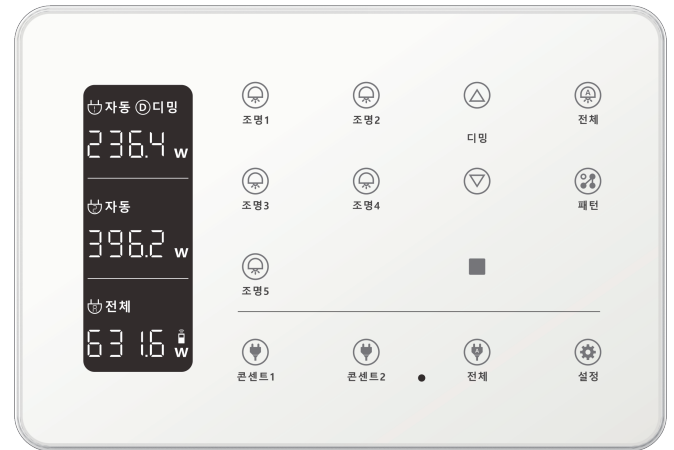 자동 Ⓓ디밍
236.4 W
자동
396.2 W
전체
631.6 W
조명1 조명2 디밍 A 전체
조명3 조명4 패턴
조명5
콘센트1 콘센트2 전체 설정